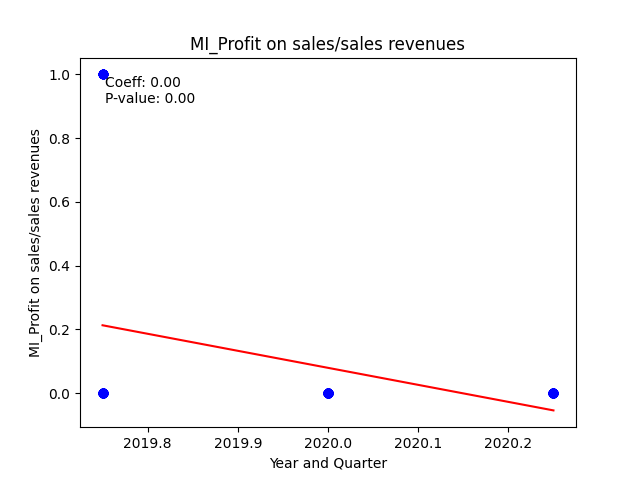 MI_Profit on sales/sales revenues
1.0
Coeff: 0.00
P-value: 0.00
0.8
0.6
0.4
0.2
0.0
MI_Profit on sales/sales revenues
2019.8 2019.9 2020.0 2020.1 2020.2
Year and Quarter